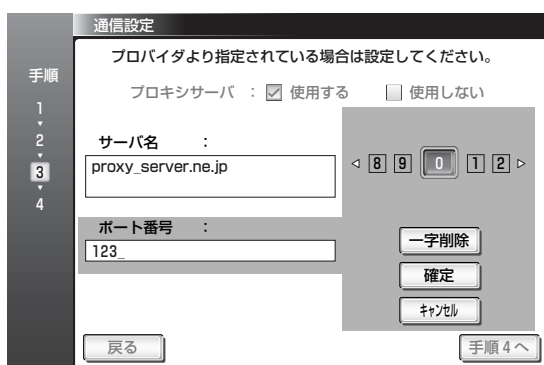 通信設定
プロバイダより指定されている場合は設定してください。
手順
1
2
3
4
プロキシサーバ : 使用する 使用しない
サーバ名 :
proxy_server.ne.jp
8 9 0 1 2
ポート番号 :
123_
一字削除
確定
ｷｬﾝｾﾙ
戻る
手順 4 へ